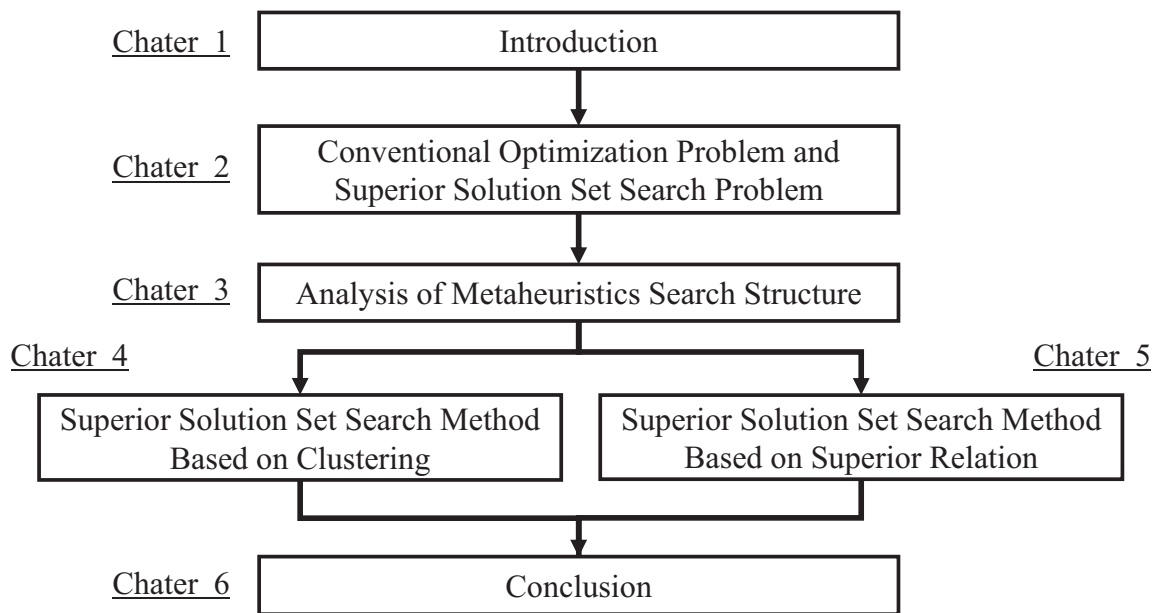 Chater 1
Introduction
Chater 2
Conventional Optimization Problem and
Superior Solution Set Search Problem
Chater 3
Analysis of Metaheuristics Search Structure
Chater 4
Chater 5
Superior Solution Set Search Method
Based on Clustering
Superior Solution Set Search Method
Based on Superior Relation
Chater 6
Conclusion